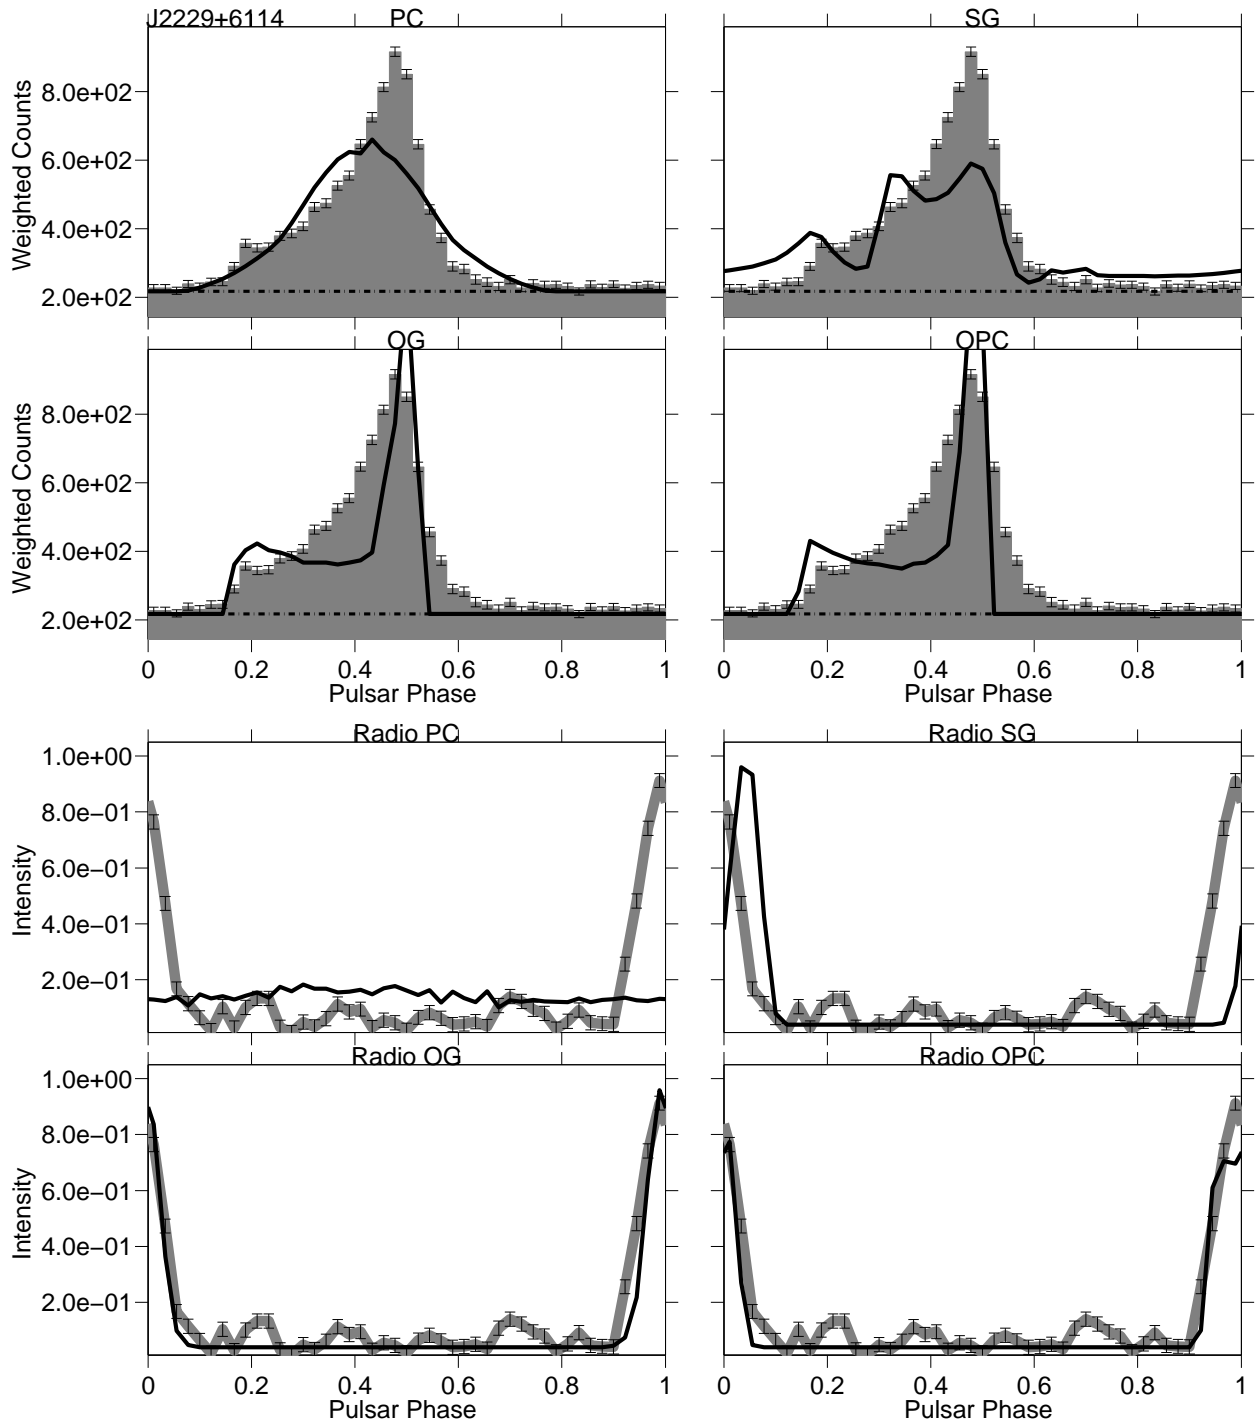 J2229+6114 PC SG
Weighted Counts
8.0e+02
6.0e+02
4.0e+02
2.0e+02
OG OPC
Weighted Counts
8.0e+02
6.0e+02
4.0e+02
2.0e+02
0 0.2 0.4 0.6 0.8 1 0 0.2 0.4 0.6 0.8 1
Pulsar Phase Pulsar Phase
Radio PC Radio SG
Intensity
1.0e+00
8.0e−01
6.0e−01
4.0e−01
2.0e−01
Radio OG Radio OPC
Intensity
1.0e+00
8.0e−01
6.0e−01
4.0e−01
2.0e−01
0 0.2 0.4 0.6 0.8 1 0 0.2 0.4 0.6 0.8 1
Pulsar Phase Pulsar Phase